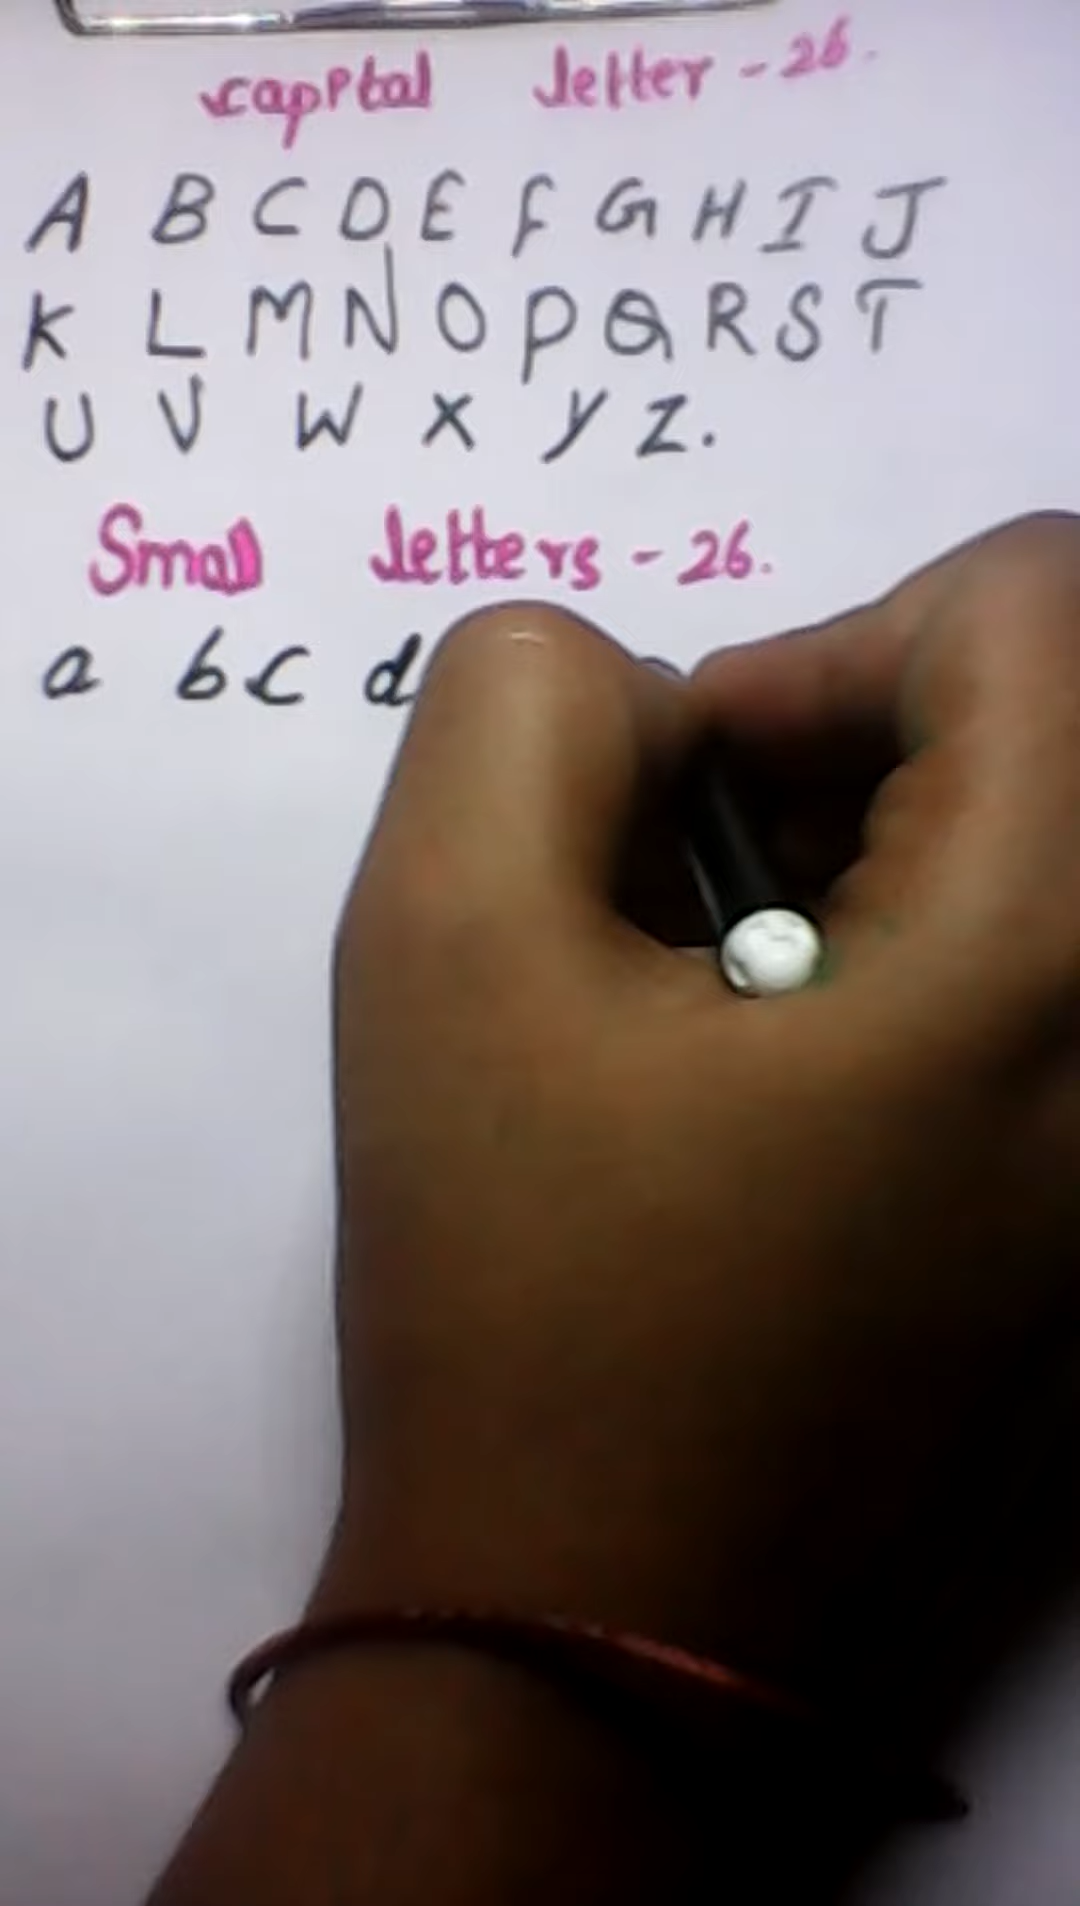 capital letter - 26.
A B C D E F G H I J
K L M N O P Q R S T
U V W X Y Z.
Small letters - 26.
a b c d